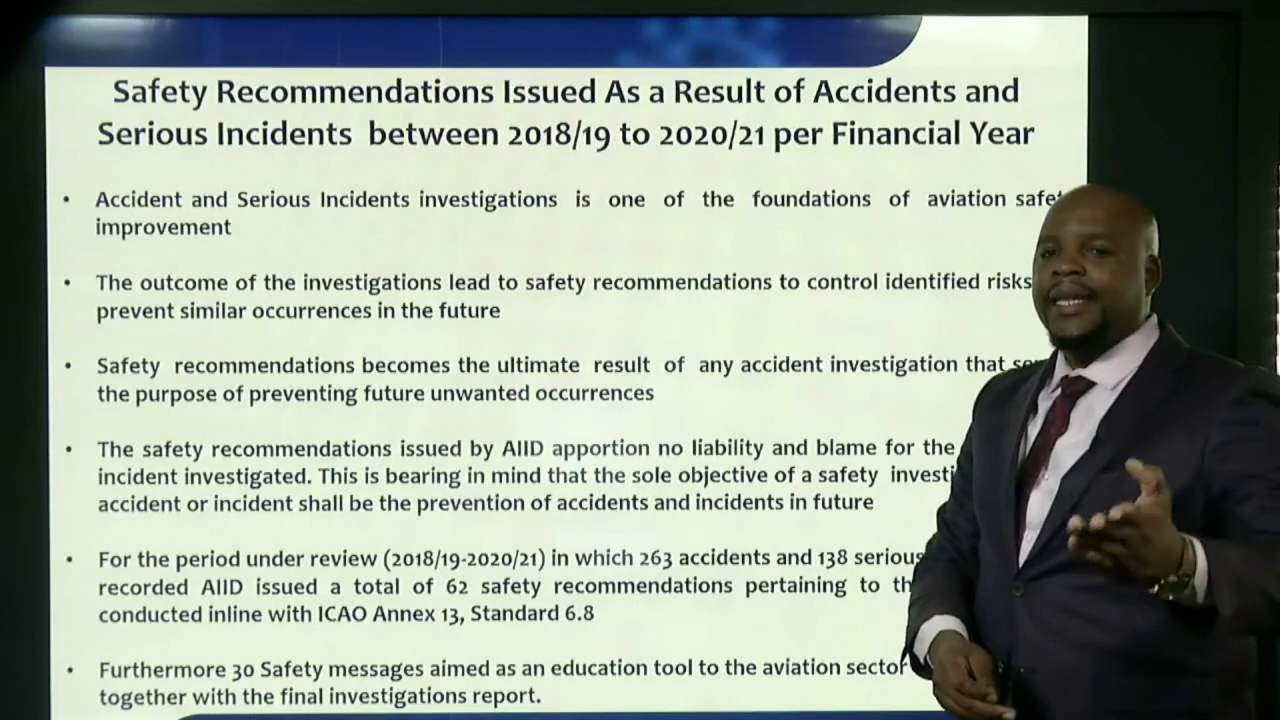 Safety Recommendations Issued As a Result of Accidents and
Serious Incidents between 2018/19 to 2020/21 per Financial Year
• Accident and Serious Incidents investigations is one of the foundations of aviation
improvement
• The outcome of the investigations lead to safety recommendations to control identified risks
prevent similar occurrences in the future
• Safety recommendations becomes the ultimate result of any accident investigation that
the purpose of preventing future unwanted occurrences
• The safety recommendations issued by AIID apportion no liability and blame for the
incident investigated. This is bearing in mind that the sole objective of a safety
accident or incident shall be the prevention of accidents and incidents in future
• For the period under review (2018/19-2020/21) in which 263 accidents and 138 serious
recorded AIID issued a total of 62 safety recommendations pertaining to
conducted inline with ICAO Annex 13, Standard 6.8
• Furthermore 30 Safety messages aimed as an education tool to the aviation sector
together with the final investigations report.